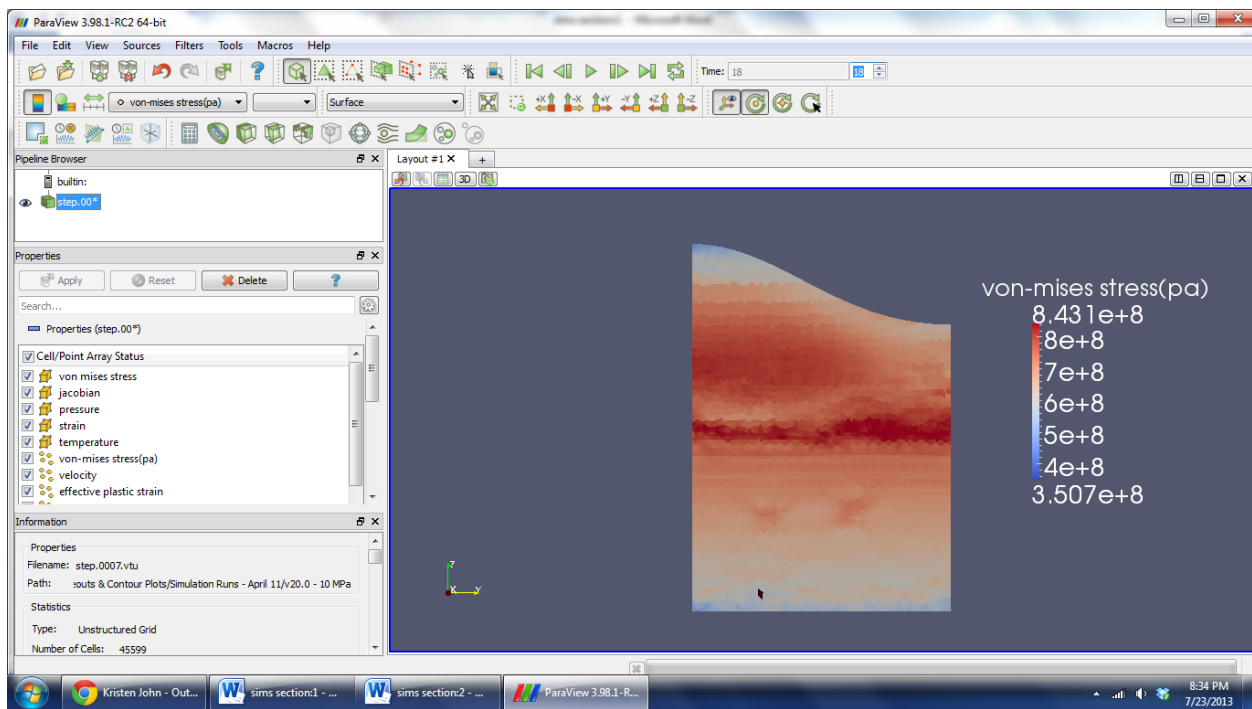 ParaView 3.98.1-RC2 64-bit
File Edit View Sources Filters Tools Macros Help
Time: 18 18
von-mises stress(pa) Surface
+X -X +Y -Y +Z -Z
Pipeline Browser
builtin:
step.00*
Properties
Apply Reset Delete ?
Search...
Properties (step.00*)
Cell/Point Array Status
von mises stress
jacobian
pressure
strain
temperature
von-mises stress(pa)
velocity
effective plastic strain
Information
Properties
Filename: step.0007.vtu
Path: outs & Contour Plots/Simulation Runs - April 11/v20.0 - 10 MPa
Statistics
Type: Unstructured Grid
Number of Cells: 45599
Layout #1 X +
3D
von-mises stress(pa)
8.431e+8
8e+8
7e+8
6e+8
5e+8
4e+8
3.507e+8
Z
X Y
Kristen John - Out... sims section:1 - ... sims section:2 - ... ParaView 3.98.1-R...
8:34 PM
7/23/2013